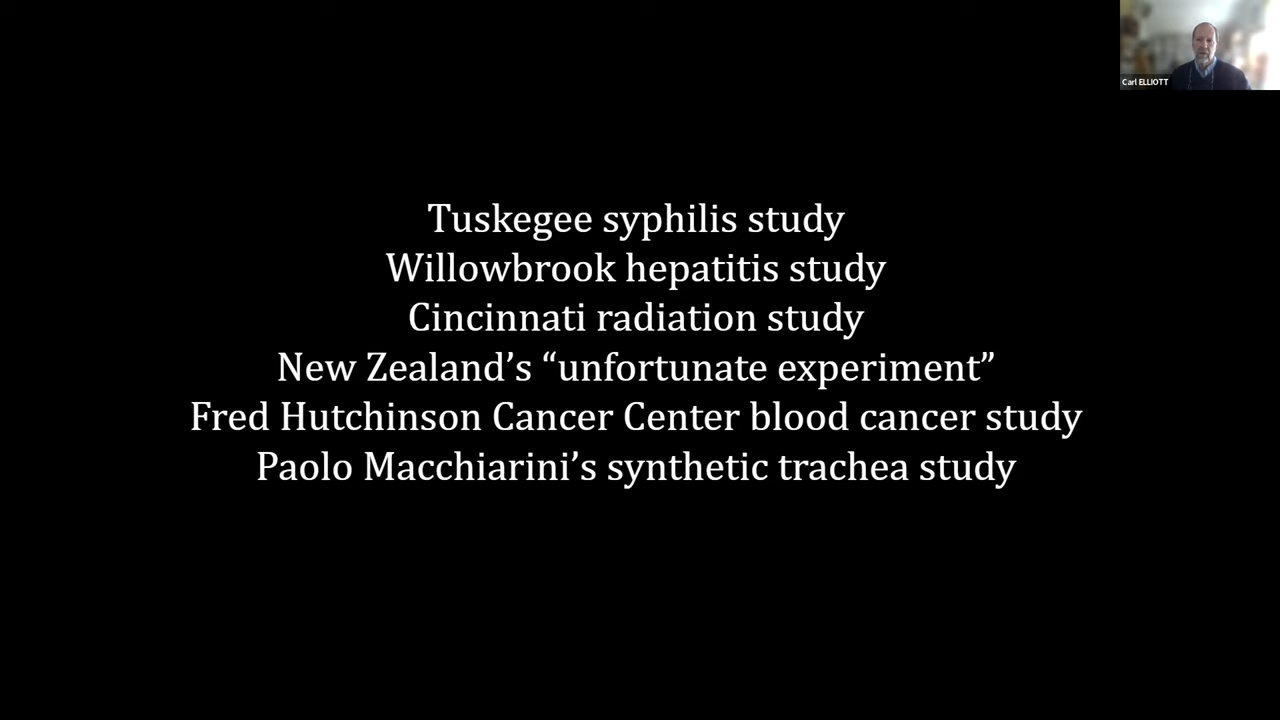 Carl ELLIOTT
Tuskegee syphilis study
Willowbrook hepatitis study
Cincinnati radiation study
New Zealand’s “unfortunate experiment”
Fred Hutchinson Cancer Center blood cancer study
Paolo Macchiarini’s synthetic trachea study